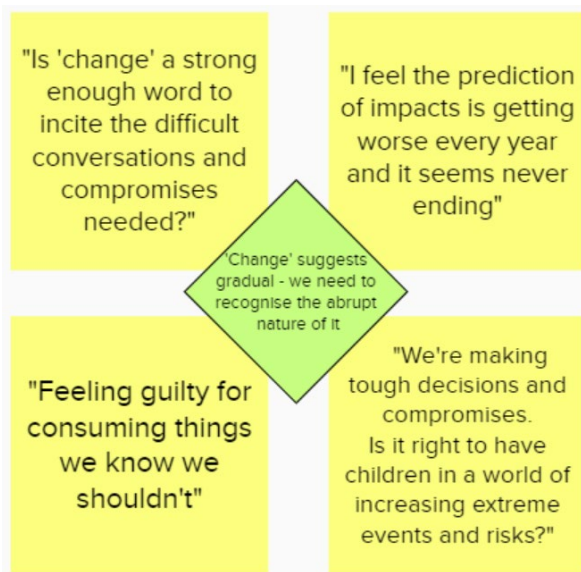 "Is 'change' a strong
enough word to
incite the difficult
conversations and
compromises
needed?"
"I feel the prediction
of impacts is getting
worse every year
and it seems never
ending"
'Change' suggests
gradual - we need to
recognise the abrupt
nature of it
"Feeling guilty for
consuming things
we know we
shouldn't"
"We're making
tough decisions and
compromises.
Is it right to have
children in a world of
increasing extreme
events and risks?"